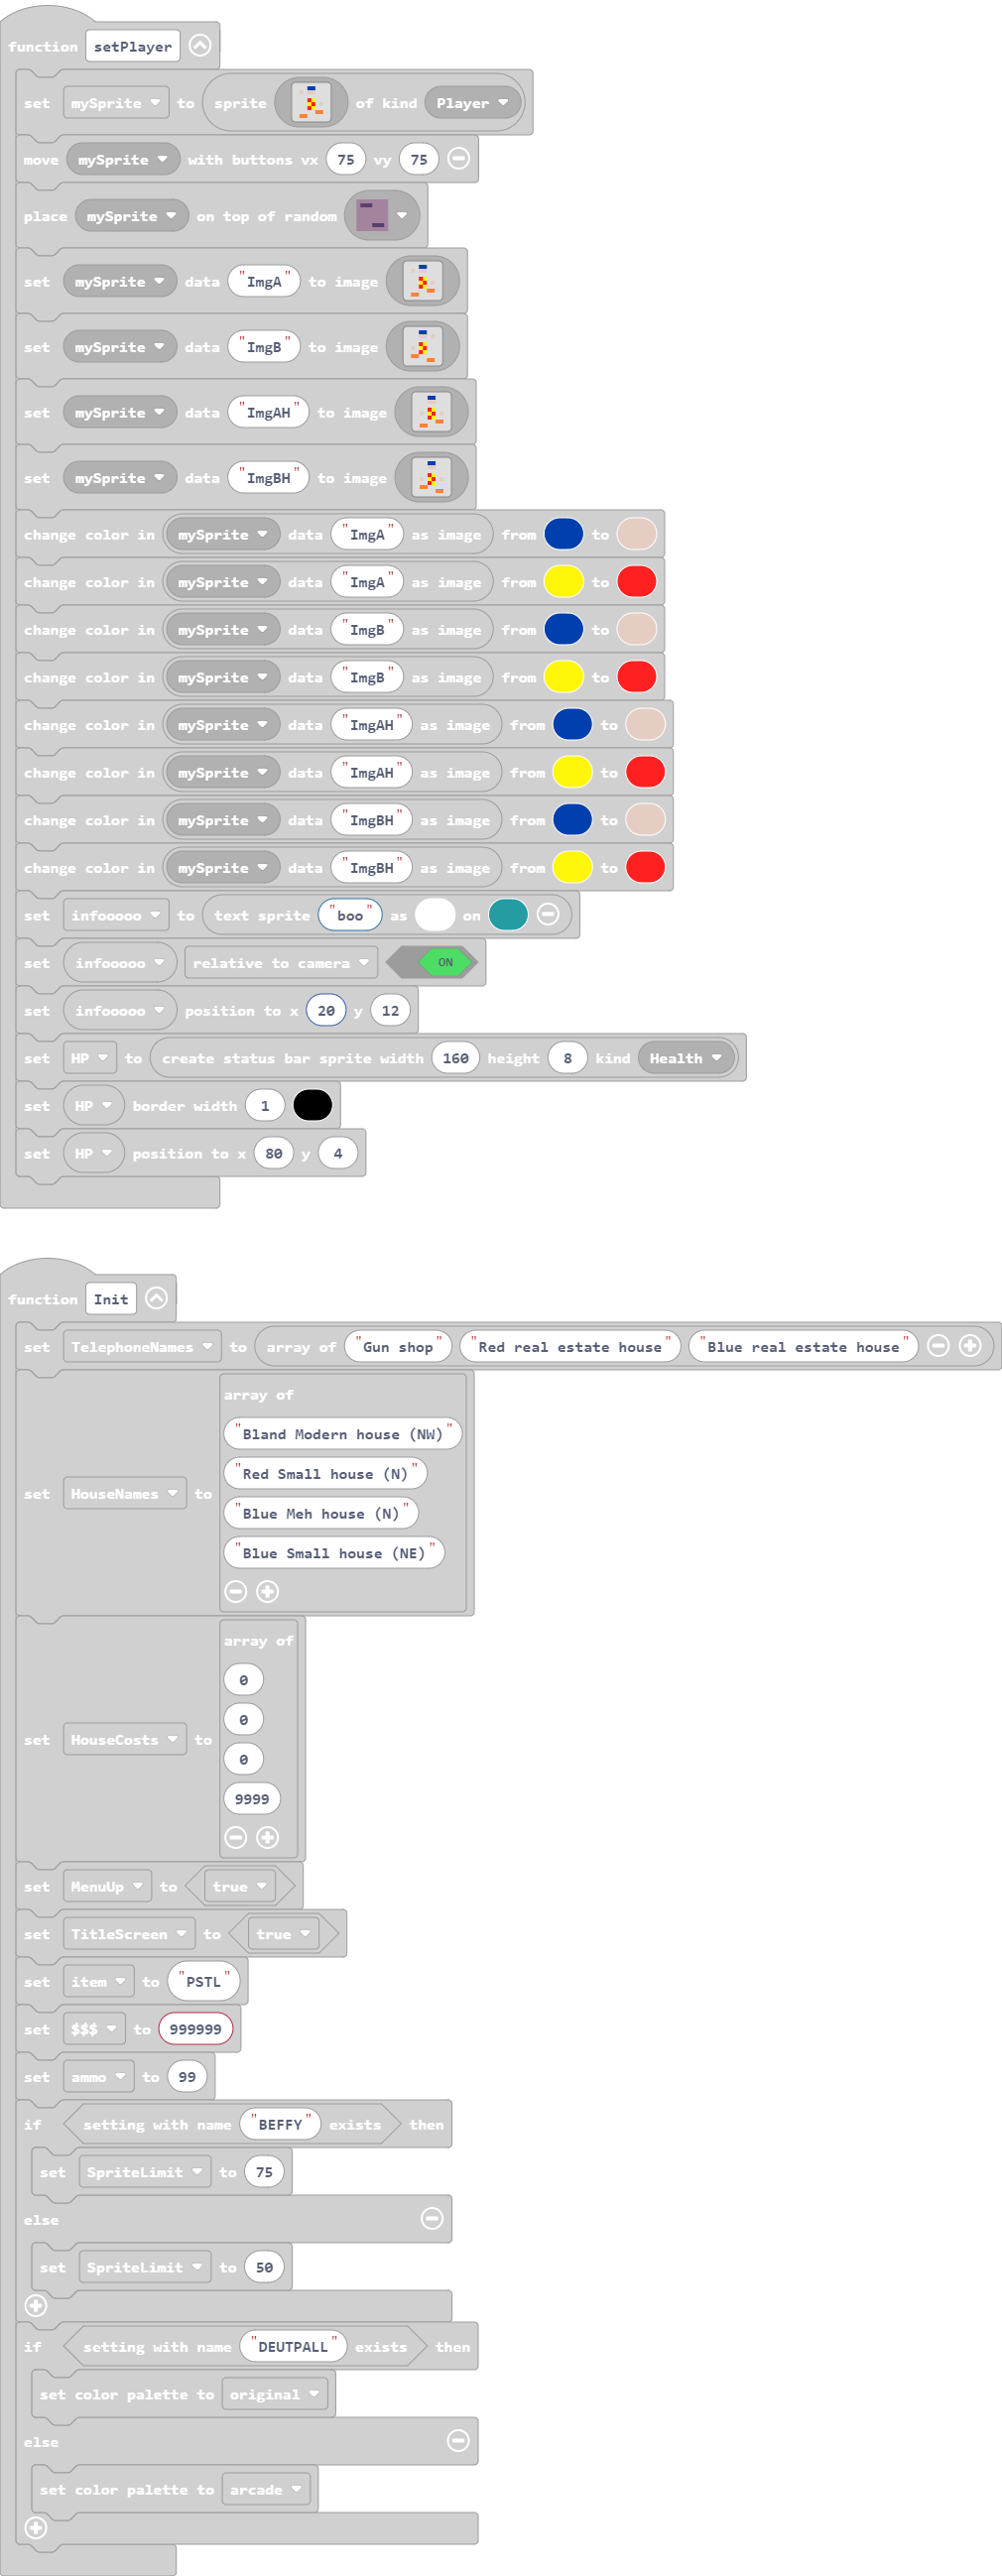 function setPlayer
set mySprite to sprite of kind Player
move mySprite with buttons vx 75 vy 75
place mySprite on top of random
set mySprite data "ImgA" to image
set mySprite data "ImgB" to image
set mySprite data "ImgAH" to image
set mySprite data "ImgBH" to image
change color in mySprite data "ImgA" as image from to
change color in mySprite data "ImgA" as image from to
change color in mySprite data "ImgB" as image from to
change color in mySprite data "ImgB" as image from to
change color in mySprite data "ImgAH" as image from to
change color in mySprite data "ImgAH" as image from to
change color in mySprite data "ImgBH" as image from to
change color in mySprite data "ImgBH" as image from to
set infooooo to text sprite "boo" as on
set infooooo relative to camera ON
set infooooo position to x 20 y 12
set HP to create status bar sprite width 160 height 8 kind Health
set HP border width 1
set HP position to x 80 y 4
function Init
set TelephoneNames to array of "Gun shop" "Red real estate house" "Blue real estate house"
array of
"Bland Modern house (NW)"
"Red Small house (N)"
set HouseNames to
"Blue Meh house (N)"
"Blue Small house (NE)"
array of
0
0
set HouseCosts to
0
9999
set MenuUp to true
set TitleScreen to true
set item to "PSTL"
set $$$ to 999999
set ammo to 99
if setting with name "BEFFY" exists then
set SpriteLimit to 75
else
set SpriteLimit to 50
if setting with name "DEUTPALL" exists then
set color palette to original
else
set color palette to arcade